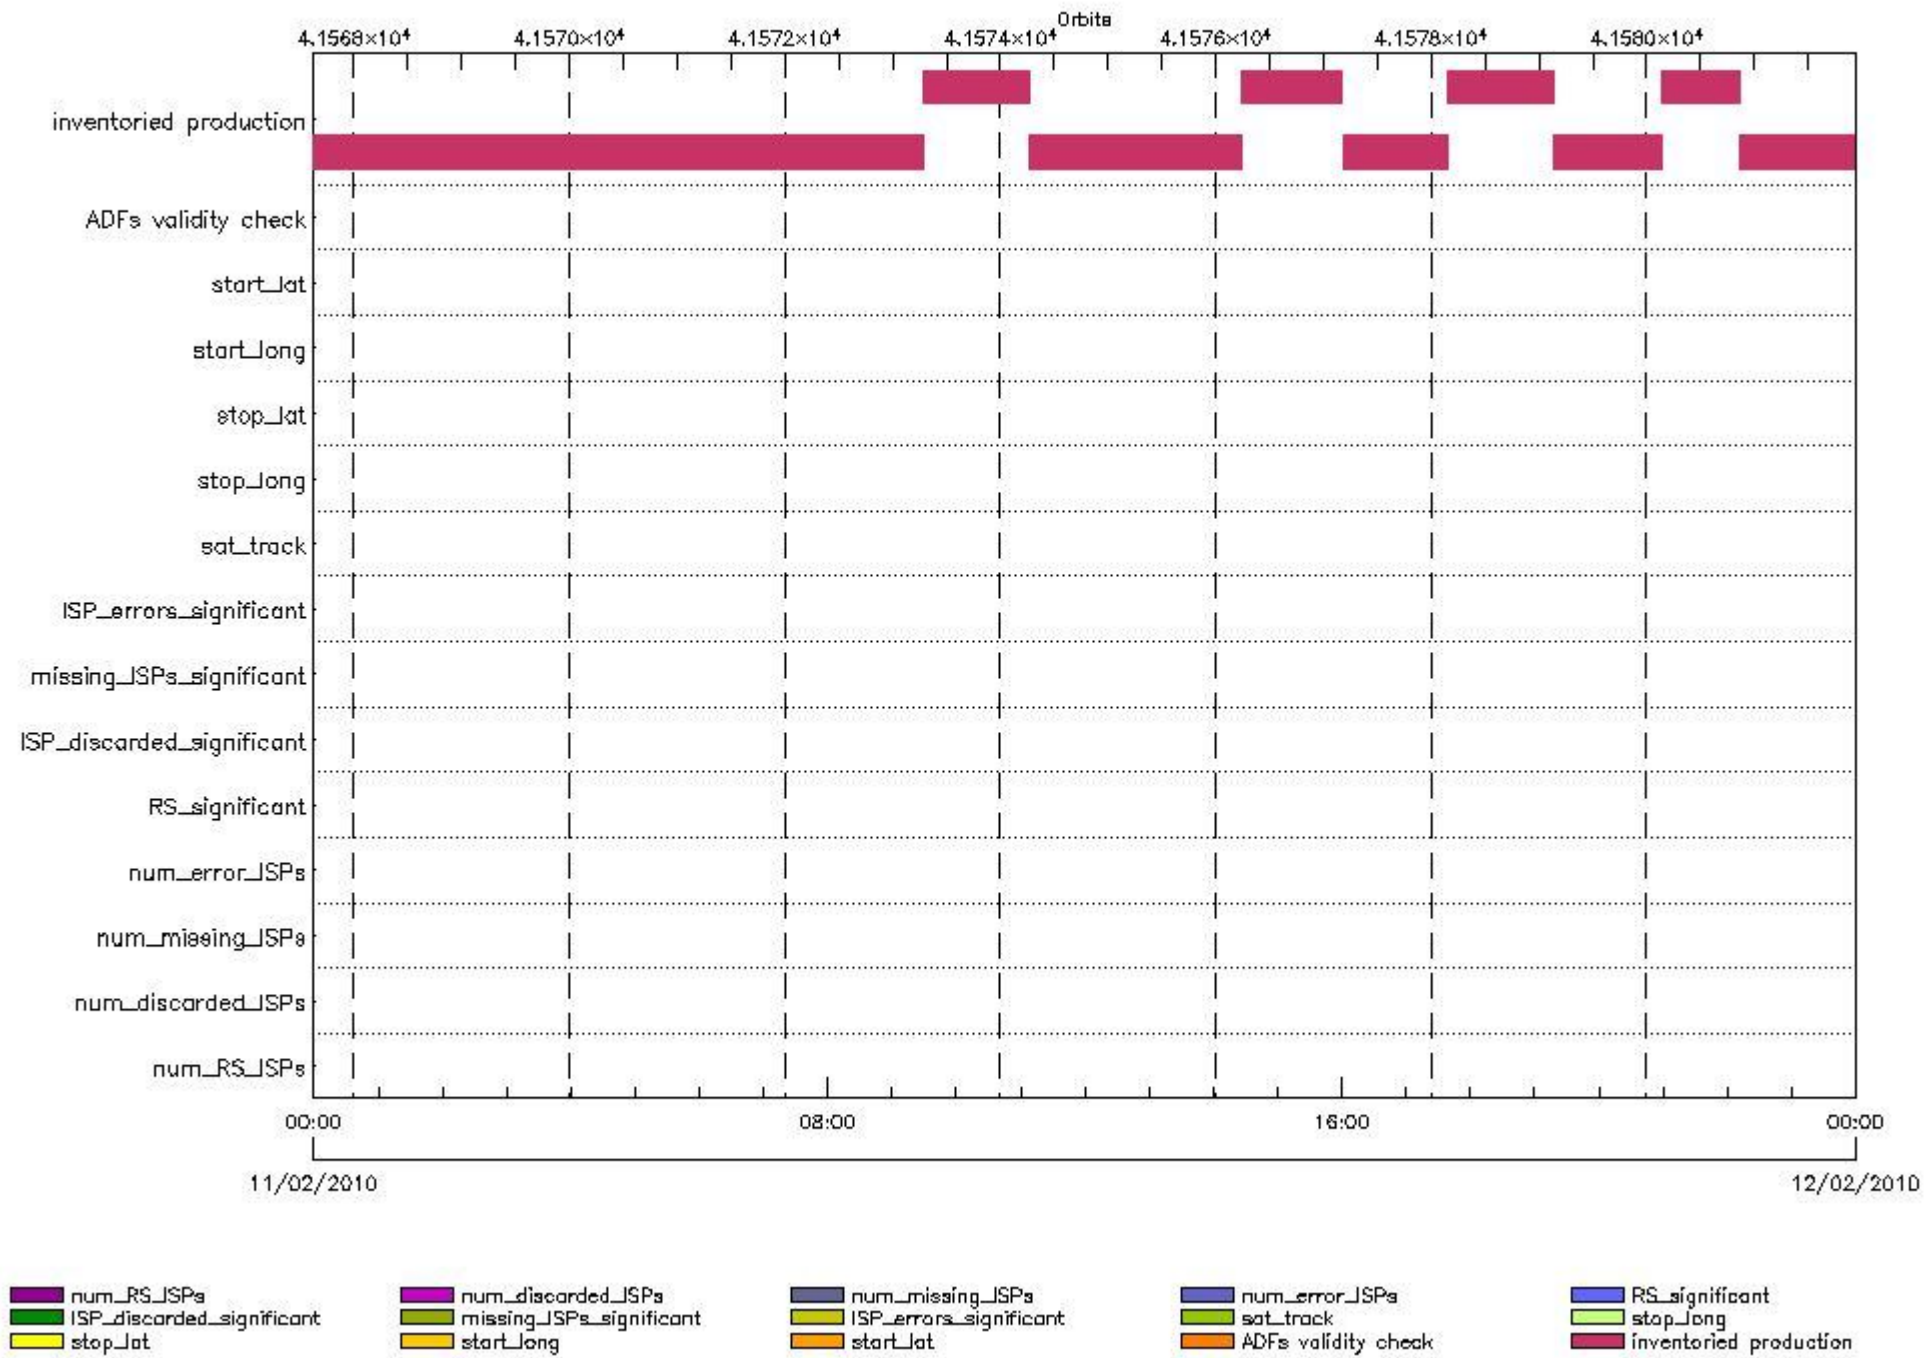 Orbits
4.1568×10⁴ 4.1570×10⁴ 4.1572×10⁴ 4.1574×10⁴ 4.1576×10⁴ 4.1578×10⁴ 4.1580×10⁴
inventoried production
ADFs validity check
start_lat
start_long
stop_lat
stop_long
sat_track
ISP_errors_significant
missing_ISPs_significant
ISP_discarded_significant
RS_significant
num_error_ISPs
num_missing_ISPs
num_discarded_ISPs
num_RS_ISPs
00:00 08:00 16:00 00:00
11/02/2010 12/02/2010
num_RS_ISPs num_discarded_ISPs num_missing_ISPs num_error_ISPs RS_significant
ISP_discarded_significant missing_ISPs_significant ISP_errors_significant sat_track stop_long
stop_lat start_long start_lat ADFs validity check inventoried production